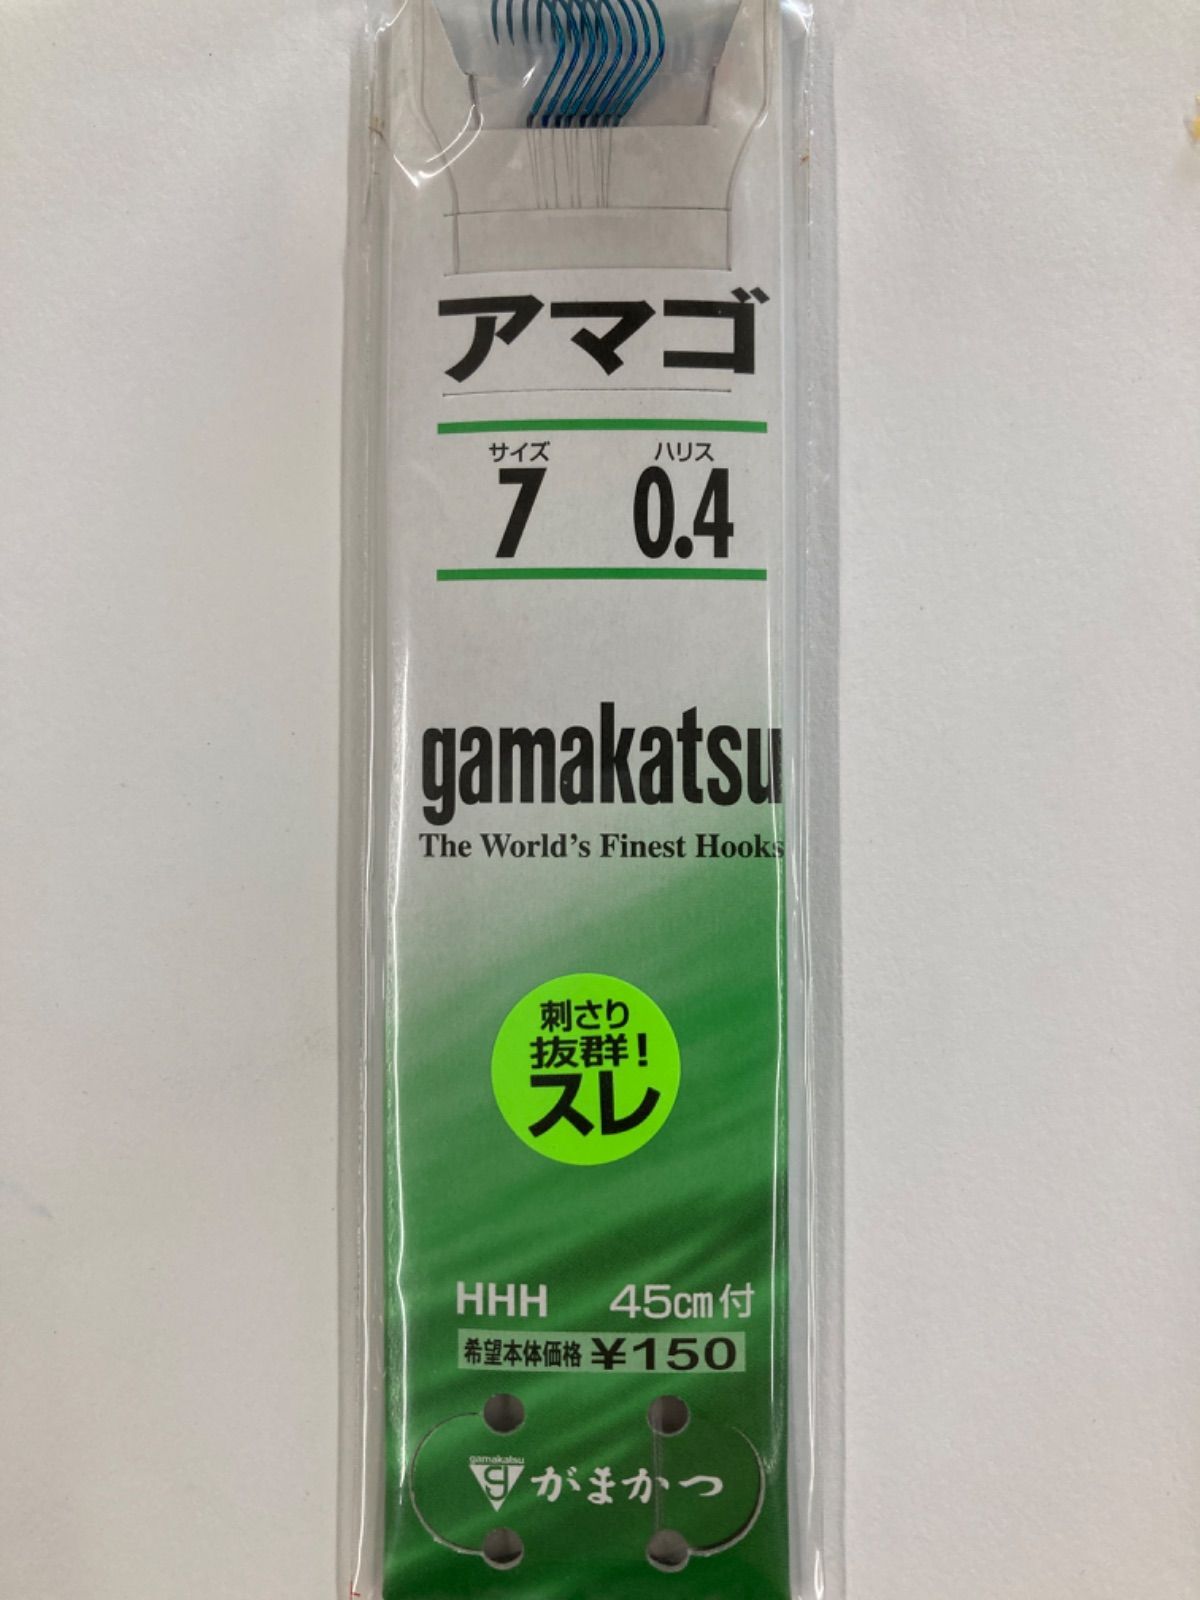 アマゴ
サイズ ハリス
7 0.4
gamakatsu
The World's Finest Hooks
刺さり
抜群!
スレ
HHH 45cm付
希望本体価格 ¥150
gamakatsu
がまかつ